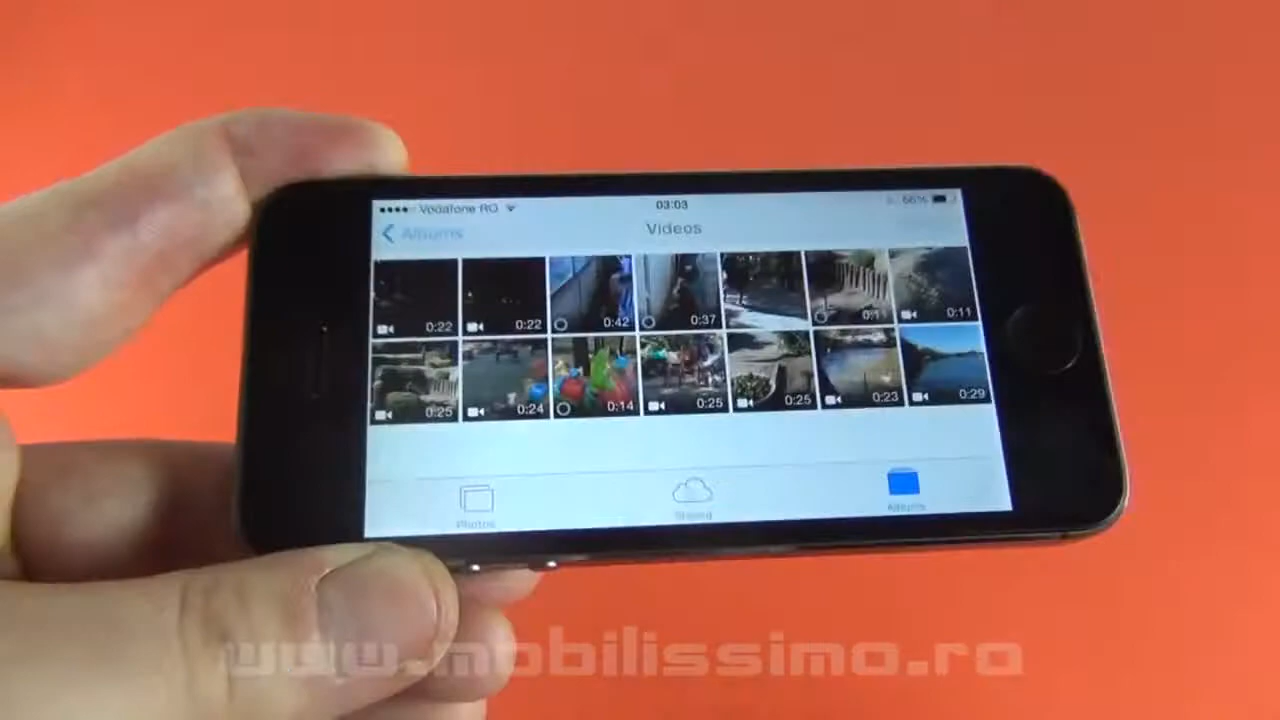 Vodafone RO 03:03 66%
Albums Videos
0:22 0:22 0:42 0:37 0:11 0:11
0:25 0:24 0:14 0:25 0:25 0:23 0:29
Photos Shared Albums
www.mobilissimo.ro